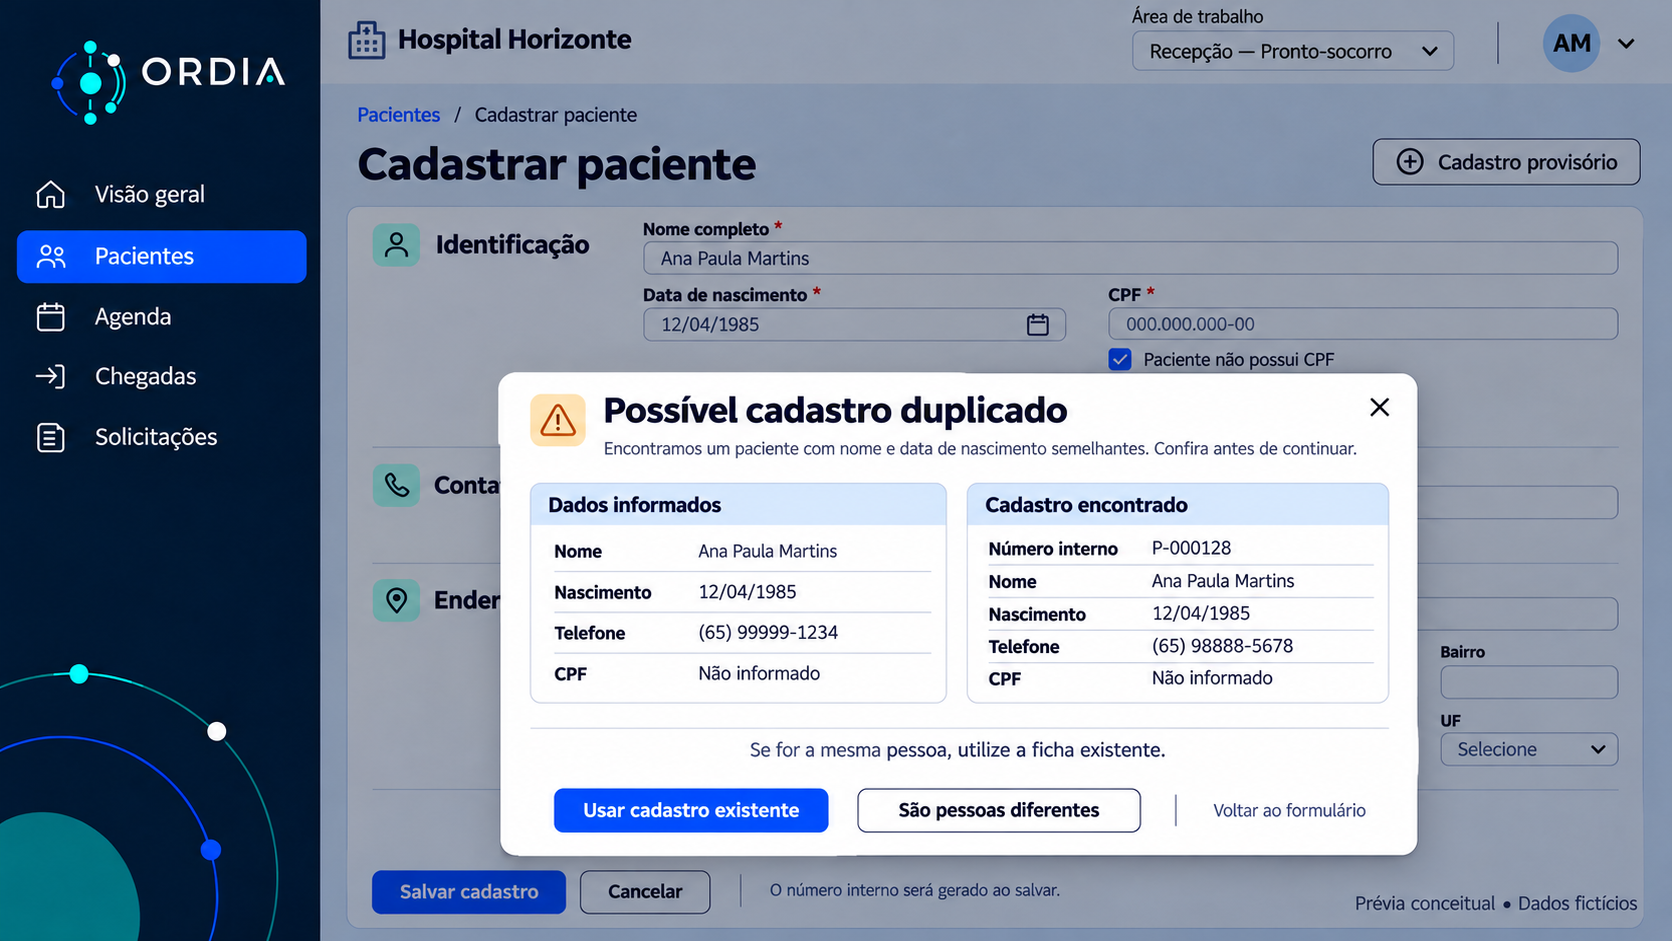 ORDIA
Visão geral
Pacientes
Agenda
Chegadas
Solicitações
Hospital Horizonte
Área de trabalho
Recepção — Pronto-socorro
AM
Pacientes / Cadastrar paciente
Cadastrar paciente
Cadastro provisório
Identificação
Nome completo *
Ana Paula Martins
Data de nascimento *
12/04/1985
CPF *
000.000.000-00
Paciente não possui CPF
Conta
Ender
Bairro
UF
Selecione
Possível cadastro duplicado
Encontramos um paciente com nome e data de nascimento semelhantes. Confira antes de continuar.
Dados informados
Nome Ana Paula Martins
Nascimento 12/04/1985
Telefone (65) 99999-1234
CPF Não informado
Cadastro encontrado
Número interno P-000128
Nome Ana Paula Martins
Nascimento 12/04/1985
Telefone (65) 98888-5678
CPF Não informado
Se for a mesma pessoa, utilize a ficha existente.
Usar cadastro existente
São pessoas diferentes
Voltar ao formulário
Salvar cadastro
Cancelar
O número interno será gerado ao salvar.
Prévia conceitual • Dados fictícios